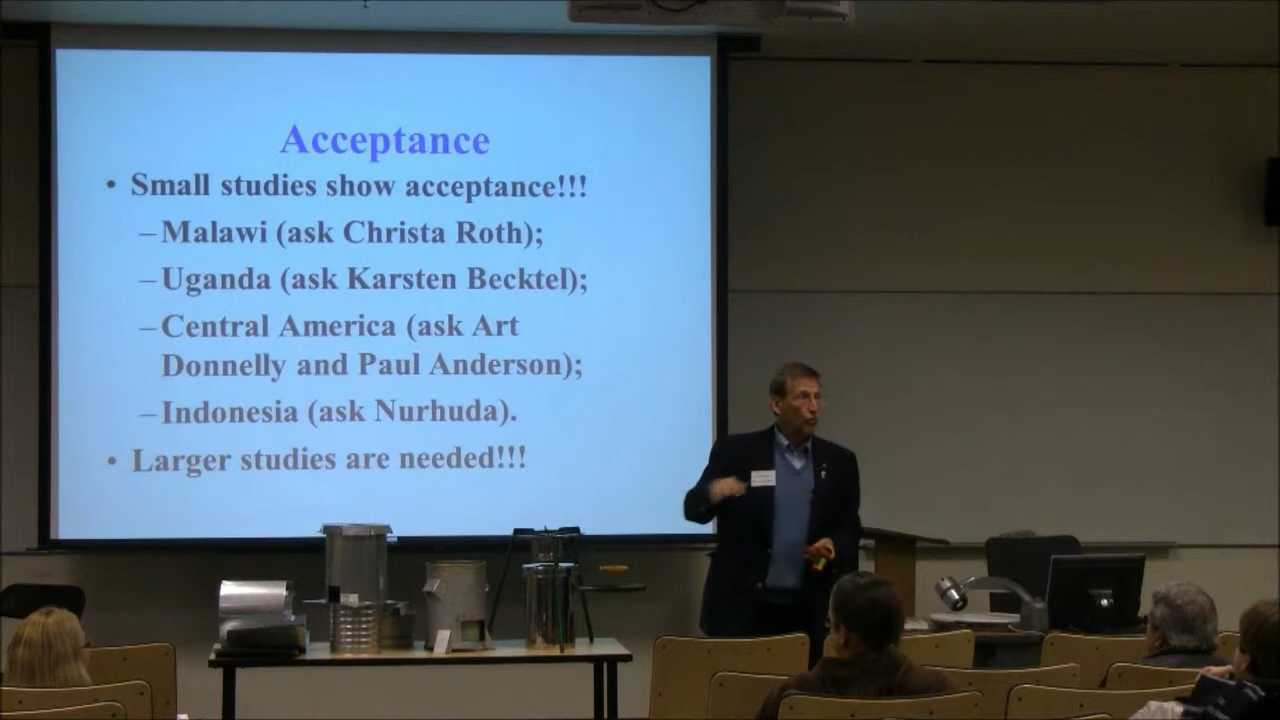 Acceptance
• Small studies show acceptance!!!
–Malawi (ask Christa Roth);
–Uganda (ask Karsten Becktel);
–Central America (ask Art
Donnelly and Paul Anderson);
–Indonesia (ask Nurhuda).
• Larger studies are needed!!!